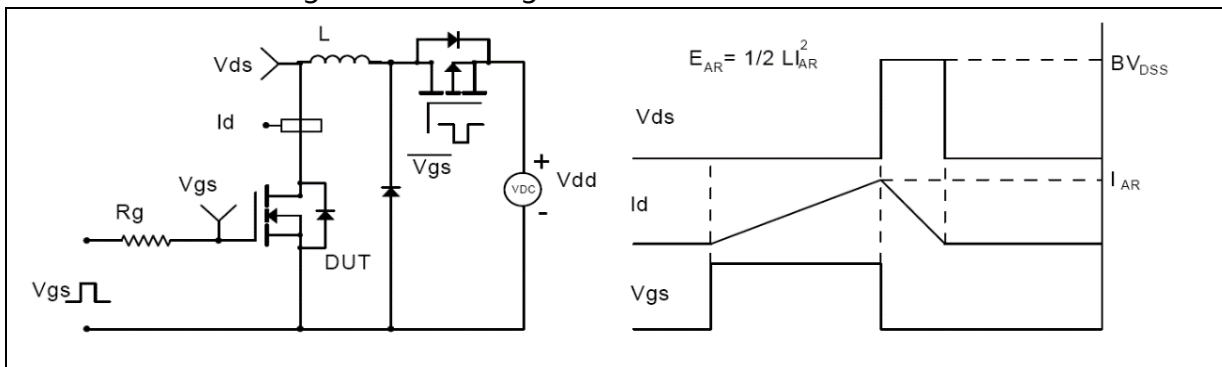 L
Vds
Id
Vgs
Rg
Vgs
DUT
Vgs
+
VDC
-
Vdd
E_AR = 1/2 LI_AR^2
BV_DSS
Vds
I_AR
Id
Vgs